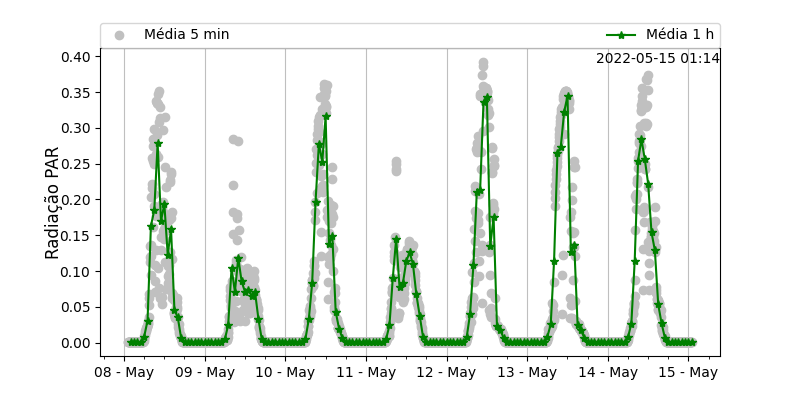 Média 5 min
Média 1 h
2022-05-15 01:14
Radiação PAR
0.40
0.35
0.30
0.25
0.20
0.15
0.10
0.05
0.00
08 - May
09 - May
10 - May
11 - May
12 - May
13 - May
14 - May
15 - May